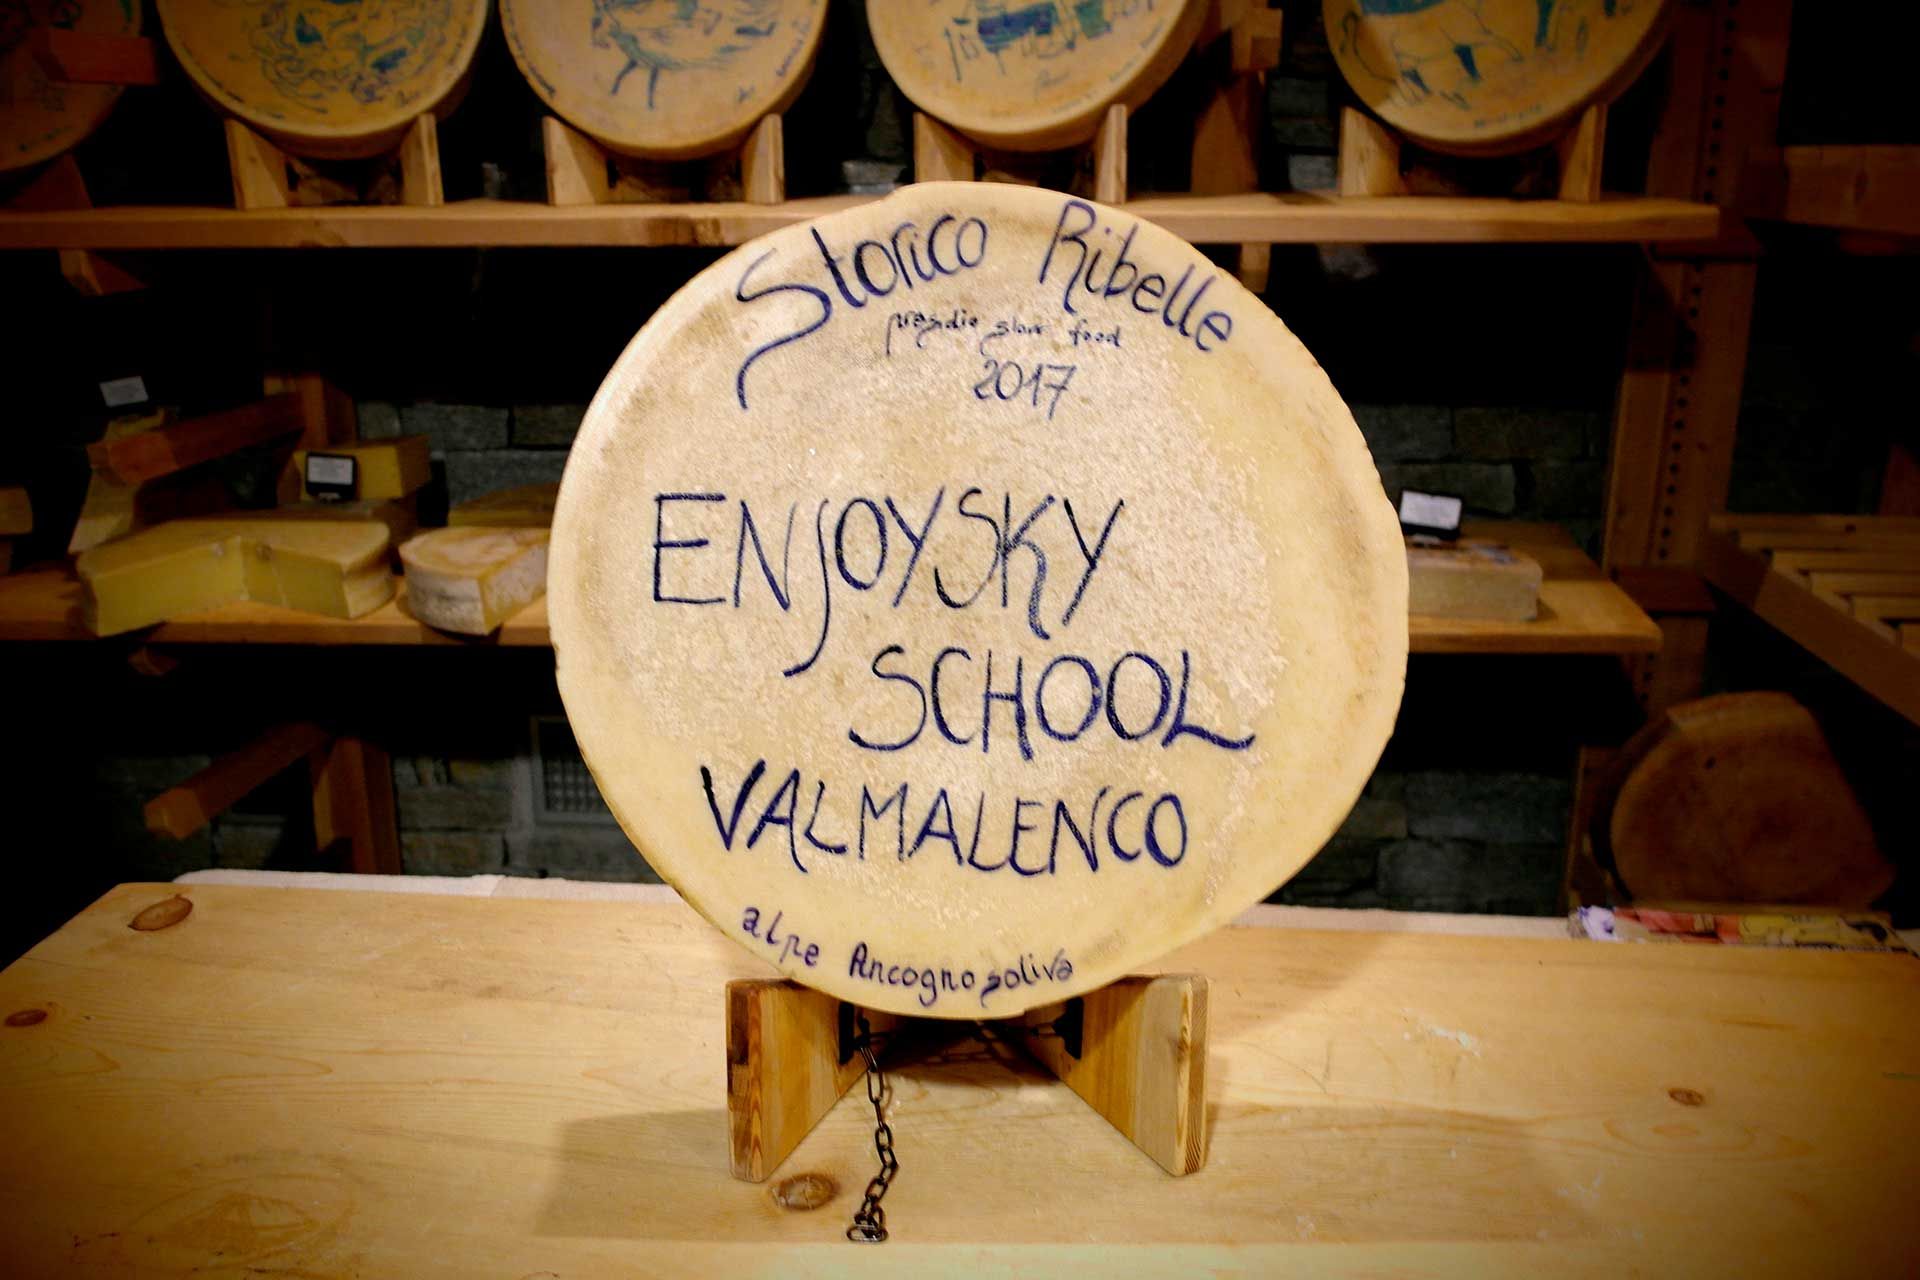 Storico Ribelle
presidio slow food
2017
ENJOYSKY
SCHOOL
VALMALENCO
alpe Ancogno soliva